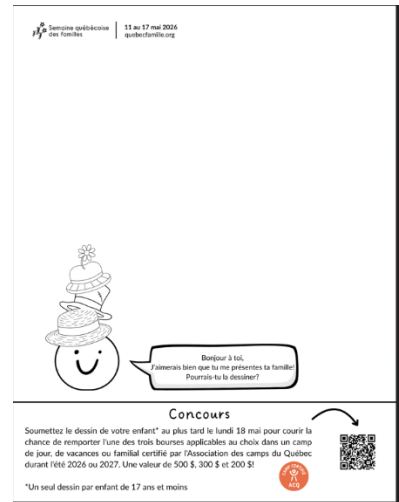 Semaine québécoise
des familles
11 au 17 mai 2026
quebecfamille.org
Bonjour à toi,
J'aimerais bien que tu me présentes ta famille!
Pourrais-tu la dessiner?
Concours
Soumettez le dessin de votre enfant* au plus tard le lundi 18 mai pour courir la
chance de remporter l'une des trois bourses applicables au choix dans un camp
de jour, de vacances ou familial certifié par l'Association des camps du Québec
durant l'été 2026 ou 2027. Une valeur de 500 $, 300 $ et 200 $!
CAMP CERTIFIÉ
ACQ
*Un seul dessin par enfant de 17 ans et moins